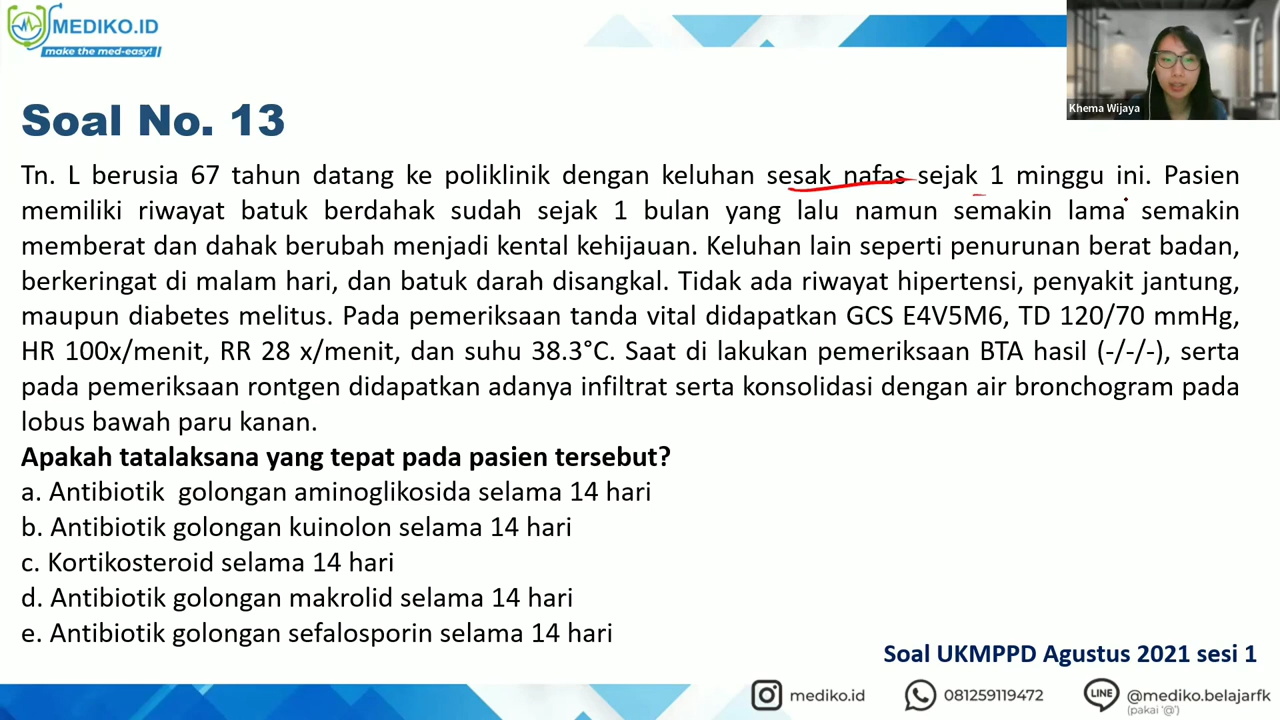 MEDIKO.ID
make the med-easy!
Khema Wijaya
Soal No. 13
Tn. L berusia 67 tahun datang ke poliklinik dengan keluhan sesak nafas sejak 1 minggu ini. Pasien
memiliki riwayat batuk berdahak sudah sejak 1 bulan yang lalu namun semakin lama semakin
memberat dan dahak berubah menjadi kental kehijauan. Keluhan lain seperti penurunan berat badan,
berkeringat di malam hari, dan batuk darah disangkal. Tidak ada riwayat hipertensi, penyakit jantung,
maupun diabetes melitus. Pada pemeriksaan tanda vital didapatkan GCS E4V5M6, TD 120/70 mmHg,
HR 100x/menit, RR 28 x/menit, dan suhu 38.3°C. Saat di lakukan pemeriksaan BTA hasil (-/-/-), serta
pada pemeriksaan rontgen didapatkan adanya infiltrat serta konsolidasi dengan air bronchogram pada
lobus bawah paru kanan.
Apakah tatalaksana yang tepat pada pasien tersebut?
a. Antibiotik golongan aminoglikosida selama 14 hari
b. Antibiotik golongan kuinolon selama 14 hari
c. Kortikosteroid selama 14 hari
d. Antibiotik golongan makrolid selama 14 hari
e. Antibiotik golongan sefalosporin selama 14 hari
Soal UKMPPD Agustus 2021 sesi 1
mediko.id
081259119472
LINE
@mediko.belajarfk
(pakai '@')